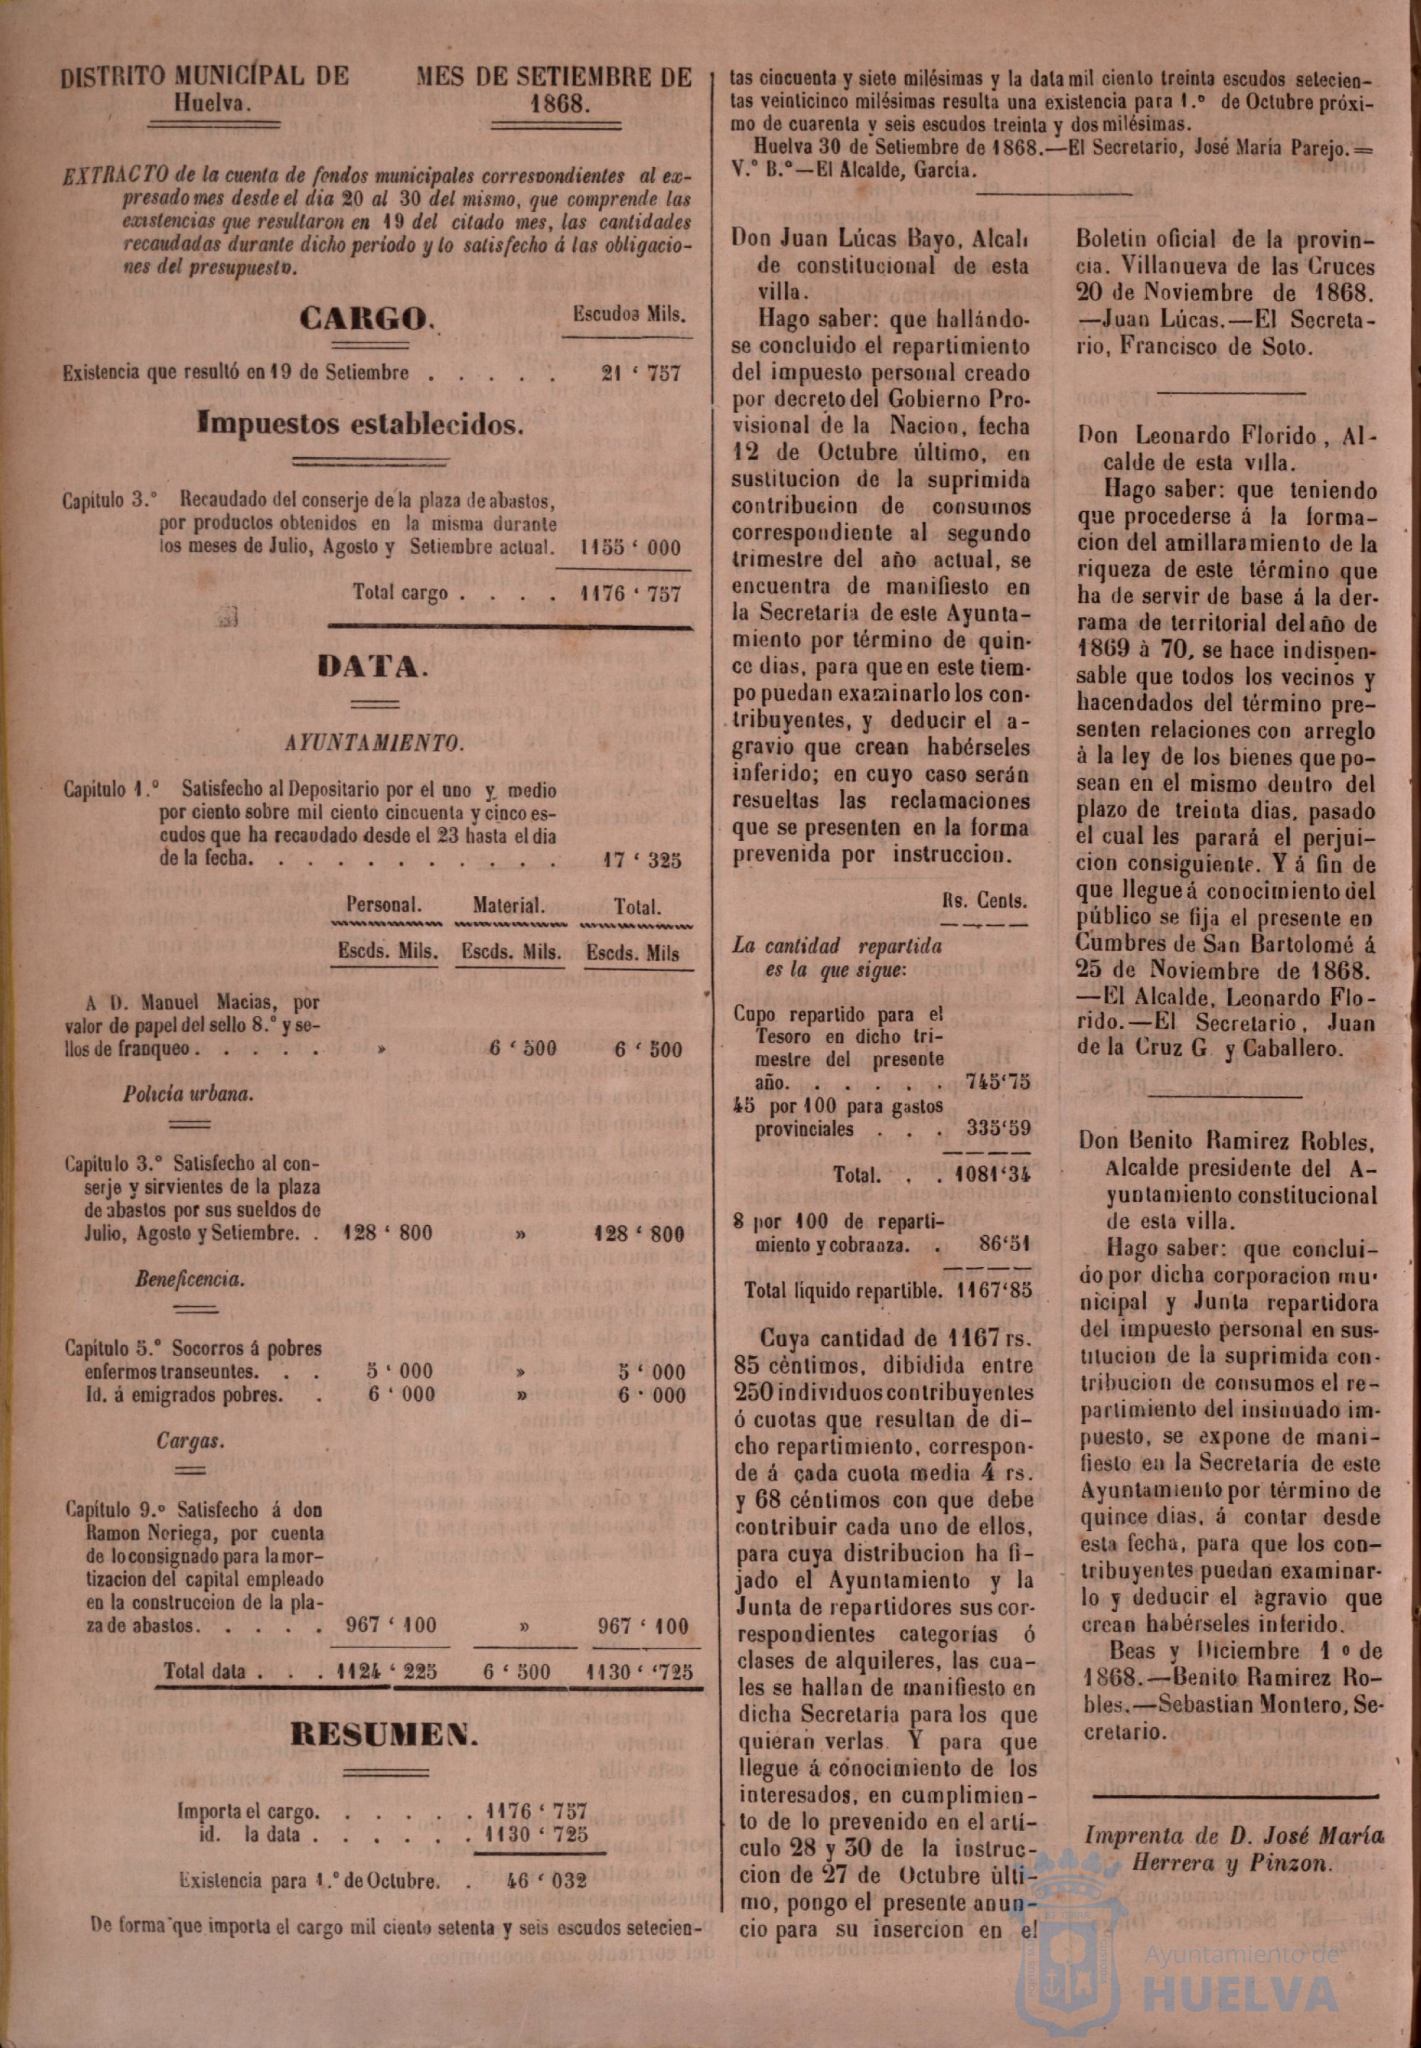 DISTRITO MUNICIPAL DE
Huelva.
MES DE SETIEMBRE DE
1868.
EXTRACTO de la cuenta de fondos municipales correspondientes al ex-
presado mes desde el dia 20 al 30 del mismo, que comprende las
existencias que resultaron en 19 del citado mes, las cantidades
recaudadas durante dicho periodo y lo satisfecho á las obligacio-
nes del presupuesto.
CARGO.
Escudos Mils.
Existencia que resultó en 19 de Setiembre . . . . . 21 ‘ 757
Impuestos establecidos.
Capitulo 3.º Recaudado del conserje de la plaza de abastos,
por productos obtenidos en la misma durante
los meses de Julio, Agosto y Setiembre actual. 1155 ‘ 000
Total cargo . . . . 1176 ‘ 757
DATA.
AYUNTAMIENTO.
Capitulo 1.º Satisfecho al Depositario por el uno y medio
por ciento sobre mil ciento cincuenta y cinco es-
cudos que ha recaudado desde el 23 hasta el dia
de la fecha. . . . . . . . . . . 17 ‘ 325
Personal. Material. Total.
Escds. Mils. Escds. Mils. Escds. Mils
A D. Manuel Macias, por
valor de papel del sello 8.º y se-
llos de franqueo . . . . . » 6 ‘ 500 6 ‘ 500
Policía urbana.
Capitulo 3.º Satisfecho al con-
serje y sirvientes de la plaza
de abastos por sus sueldos de
Julio, Agosto y Setiembre. . 128 ‘ 800 » 128 ‘ 800
Beneficencia.
Capítulo 5.º Socorros á pobres
enfermos transeuntes. . . 5 ‘ 000 » 5 ‘ 000
Id. á emigrados pobres. . 6 ‘ 000 » 6 ‘ 000
Cargas.
Capítulo 9.º Satisfecho á don
Ramon Noriega, por cuenta
de lo consignado para la mor-
tizacion del capital empleado
en la construccion de la pla-
za de abastos. . . . . 967 ‘ 100 » 967 ‘ 100
Total data . . . 1124 ‘ 225 6 ‘ 500 1130 ‘ ‘725
RESUMEN.
Importa el cargo. . . . . . 1176 ‘ 757
id. la data . . . . . . 1130 ‘ 725
Existencia para 1.º de Octubre. . 46 ‘ 032
De forma que importa el cargo mil ciento setenta y seis escudos setecien-
tas cincuenta y siete milésimas y la data mil ciento treinta escudos setecien-
tas veinticinco milésimas resulta una existencia para 1.º de Octubre próxi-
mo de cuarenta y seis escudos treinta y dos milésimas.
Huelva 30 de Setiembre de 1868.—El Secretario, José María Parejo.=
V.º B.º—El Alcalde, García.
Don Juan Lúcas Bayo, Alcal
de constitucional de esta
villa.
Hago saber: que hallándo-
se concluido el repartimiento
del impuesto personal creado
por decreto del Gobierno Pro-
visional de la Nacion, fecha
12 de Octubre último, en
sustitucion de la suprimida
contribucion de consumos
correspondiente al segundo
trimestre del año actual, se
encuentra de manifiesto en
la Secretaría de este Ayunta-
miento por término de quin-
ce dias, para que en este tiem-
po puedan examinarlo los con-
tribuyentes, y deducir el a-
gravio que crean habérseles
inferido; en cuyo caso serán
resueltas las reclamaciones
que se presenten en la forma
prevenida por instruccion.
Rs. Cents.
La cantidad repartida
es la que sigue:
Cupo repartido para el
Tesoro en dicho tri-
mestre del presente
año. . . . . . 745‘75
45 por 100 para gastos
provinciales . . . 335‘59
Total. . . 1081‘34
8 por 100 de reparti-
miento y cobranza. . 86‘51
Total líquido repartible. 1167‘85
Cuya cantidad de 1167 rs.
85 céntimos, dibidida entre
250 individuos contribuyentes
ó cuotas que resultan de di-
cho repartimiento, correspon-
de á cada cuota media 4 rs.
y 68 céntimos con que debe
contribuir cada uno de ellos,
para cuya distribucion ha fi-
jado el Ayuntamiento y la
Junta de repartidores sus cor-
respondientes categorías ó
clases de alquileres, las cua-
les se hallan de manifiesto en
dicha Secretaría para los que
quieran verlas. Y para que
llegue á conocimiento de los
interesados, en cumplimien-
to de lo prevenido en el artí-
culo 28 y 30 de la instruc-
cion de 27 de Octubre últi-
mo, pongo el presente anun-
cio para su insercion en el
Boletin oficial de la provin-
cia. Villanueva de las Cruces
20 de Noviembre de 1868.
—Juan Lúcas.—El Secreta-
rio, Francisco de Soto.
Don Leonardo Florido, Al-
calde de esta villa.
Hago saber: que teniendo
que procederse á la forma-
cion del amillaramiento de la
riqueza de este término que
ha de servir de base á la der-
rama de territorial del año de
1869 à 70, se hace indispen-
sable que todos los vecinos y
hacendados del término pre-
senten relaciones con arreglo
à la ley de los bienes que po-
sean en el mismo dentro del
plazo de treinta dias, pasado
el cual les parará el perjui-
cion consiguiente. Y á fin de
que llegue á conocimiento del
público se fija el presente en
Cumbres de San Bartolomé á
25 de Noviembre de 1868.
—El Alcalde, Leonardo Flo-
rido.—El Secretario, Juan
de la Cruz G. y Caballero.
Don Benito Ramirez Robles,
Alcalde presidente del A-
yuntamiento constitucional
de esta villa.
Hago saber: que conclui-
do por dicha corporacion mu-
nicipal y Junta repartidora
del impuesto personal en sus-
titucion de la suprimida con-
tribucion de consumos el re-
partimiento del insinuado im-
puesto, se expone de mani-
fiesto en la Secretaría de este
Ayuntamiento por término de
quince dias, á contar desde
esta fecha, para que los con-
tribuyentes puedan examinar-
lo y deducir el agravio que
crean habérseles inferido.
Beas y Diciembre 1 º de
1868.—Benito Ramirez Ro-
bles.—Sebastian Montero, Se-
cretario.
Imprenta de D. José María
Herrera y Pinzon.
Ayuntamiento de
HUELVA